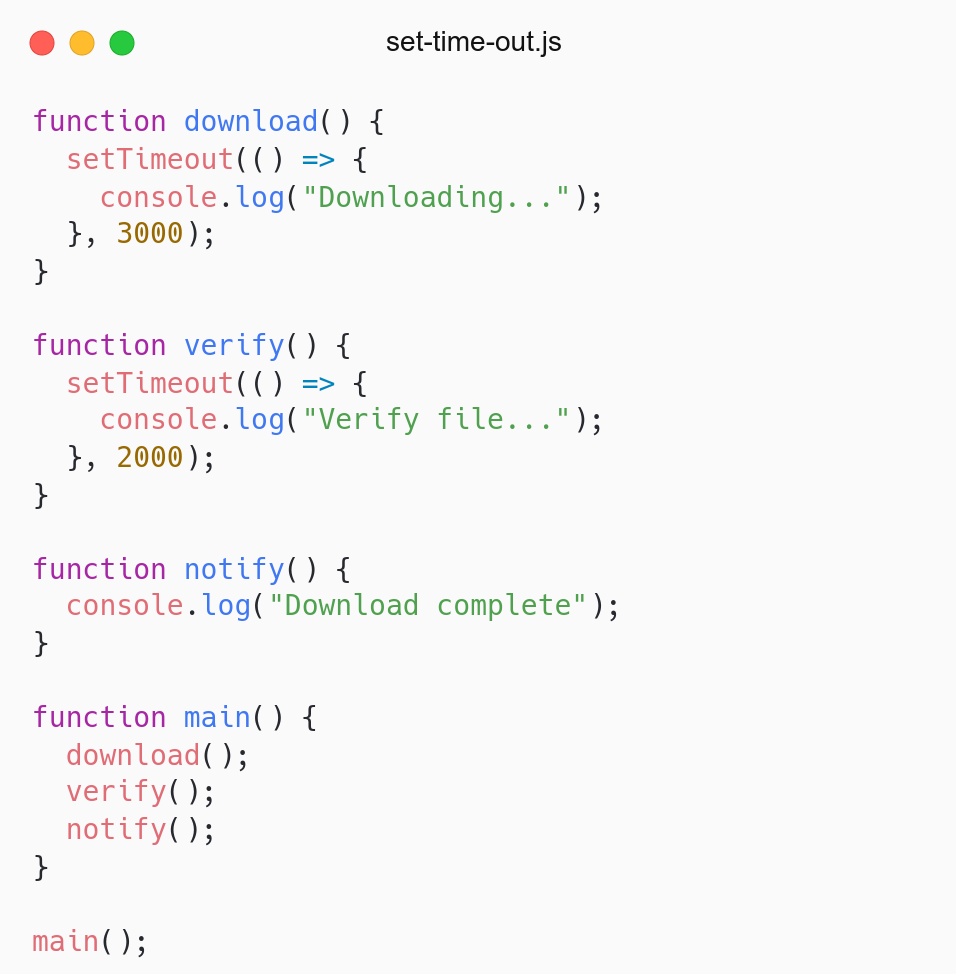 set-time-out.js
function download() {
  setTimeout(() => {
    console.log("Downloading...");
  }, 3000);
}

function verify() {
  setTimeout(() => {
    console.log("Verify file...");
  }, 2000);
}

function notify() {
  console.log("Download complete");
}

function main() {
  download();
  verify();
  notify();
}

main();